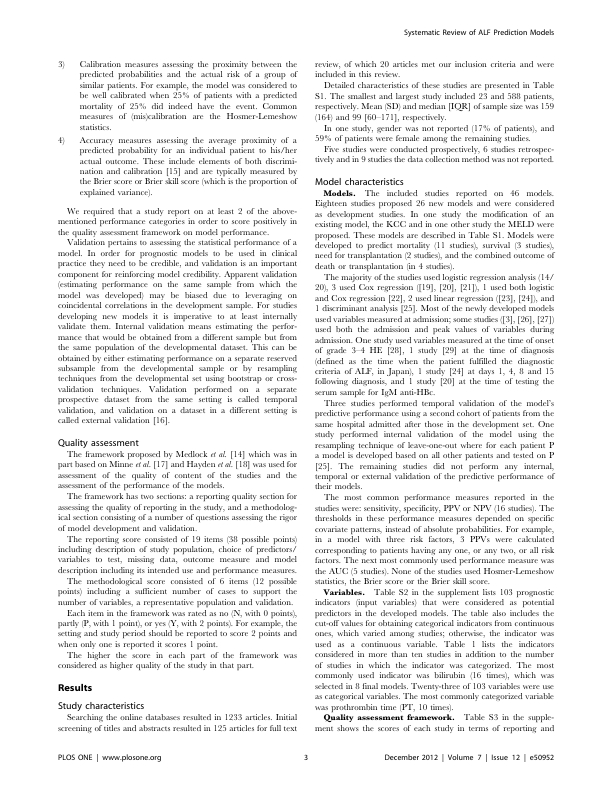 Systematic Review of ALF Prediction Models
3) Calibration measures assessing the proximity between the
predicted probabilities and the actual risk of a group of
similar patients. For example, the model was considered to
be well calibrated when 25% of patients with a predicted
mortality of 25% did indeed have the event. Common
measures of (mis)calibration are the Hosmer-Lemeshow
statistics.
4) Accuracy measures assessing the average proximity of a
predicted probability for an individual patient to his/her
actual outcome. These include elements of both discrimi-
nation and calibration [15] and are typically measured by
the Brier score or Brier skill score (which is the proportion of
explained variance).
We required that a study report on at least 2 of the above-
mentioned performance categories in order to score positively in
the quality assessment framework on model performance.
Validation pertains to assessing the statistical performance of a
model. In order for prognostic models to be used in clinical
practice they need to be credible, and validation is an important
component for reinforcing model credibility. Apparent validation
(estimating performance on the same sample from which the
model was developed) may be biased due to leveraging on
coincidental correlations in the development sample. For studies
developing new models it is imperative to at least internally
validate them. Internal validation means estimating the perfor-
mance that would be obtained from a different sample but from
the same population of the developmental dataset. This can be
obtained by either estimating performance on a separate reserved
subsample from the developmental sample or by resampling
techniques from the developmental set using bootstrap or cross-
validation techniques. Validation performed on a separate
prospective dataset from the same setting is called temporal
validation, and validation on a dataset in a different setting is
called external validation [16].
Quality assessment
The framework proposed by Medlock et al. [14] which was in
part based on Minne et al. [17] and Hayden et al. [18] was used for
assessment of the quality of content of the studies and the
assessment of the performance of the models.
The framework has two sections: a reporting quality section for
assessing the quality of reporting in the study, and a methodolog-
ical section consisting of a number of questions assessing the rigor
of model development and validation.
The reporting score consisted of 19 items (38 possible points)
including description of study population, choice of predictors/
variables to test, missing data, outcome measure and model
description including its intended use and performance measures.
The methodological score consisted of 6 items (12 possible
points) including a sufficient number of cases to support the
number of variables, a representative population and validation.
Each item in the framework was rated as no (N, with 0 points),
partly (P, with 1 point), or yes (Y, with 2 points). For example, the
setting and study period should be reported to score 2 points and
when only one is reported it scores 1 point.
The higher the score in each part of the framework was
considered as higher quality of the study in that part.
Results
Study characteristics
Searching the online databases resulted in 1233 articles. Initial
screening of titles and abstracts resulted in 125 articles for full text
review, of which 20 articles met our inclusion criteria and were
included in this review.
Detailed characteristics of these studies are presented in Table
S1. The smallest and largest study included 23 and 588 patients,
respectively. Mean (SD) and median [IQR] of sample size was 159
(164) and 99 [60–171], respectively.
In one study, gender was not reported (17% of patients), and
59% of patients were female among the remaining studies.
Five studies were conducted prospectively, 6 studies retrospec-
tively and in 9 studies the data collection method was not reported.
Model characteristics
Models. The included studies reported on 46 models.
Eighteen studies proposed 26 new models and were considered
as development studies. In one study the modification of an
existing model, the KCC and in one other study the MELD were
proposed. These models are described in Table S1. Models were
developed to predict mortality (11 studies), survival (3 studies),
need for transplantation (2 studies), and the combined outcome of
death or transplantation (in 4 studies).
The majority of the studies used logistic regression analysis (14/
20), 3 used Cox regression ([19], [20], [21]), 1 used both logistic
and Cox regression [22], 2 used linear regression ([23], [24]), and
1 discriminant analysis [25]. Most of the newly developed models
used variables measured at admission; some studies ([3], [26], [27])
used both the admission and peak values of variables during
admission. One study used variables measured at the time of onset
of grade 3–4 HE [28], 1 study [29] at the time of diagnosis
(defined as the time when the patient fulfilled the diagnostic
criteria of ALF, in Japan), 1 study [24] at days 1, 4, 8 and 15
following diagnosis, and 1 study [20] at the time of testing the
serum sample for IgM anti-HBc.
Three studies performed temporal validation of the model's
predictive performance using a second cohort of patients from the
same hospital admitted after those in the development set. One
study performed internal validation of the model using the
resampling technique of leave-one-out where for each patient P
a model is developed based on all other patients and tested on P
[25]. The remaining studies did not perform any internal,
temporal or external validation of the predictive performance of
their models.
The most common performance measures reported in the
studies were: sensitivity, specificity, PPV or NPV (16 studies). The
thresholds in these performance measures depended on specific
covariate patterns, instead of absolute probabilities. For example,
in a model with three risk factors, 3 PPVs were calculated
corresponding to patients having any one, or any two, or all risk
factors. The next most commonly used performance measure was
the AUC (5 studies). None of the studies used Hosmer-Lemeshow
statistics, the Brier score or the Brier skill score.
Variables. Table S2 in the supplement lists 103 prognostic
indicators (input variables) that were considered as potential
predictors in the developed models. The table also includes the
cut-off values for obtaining categorical indicators from continuous
ones, which varied among studies; otherwise, the indicator was
used as a continuous variable. Table 1 lists the indicators
considered in more than ten studies in addition to the number
of studies in which the indicator was categorized. The most
commonly used indicator was bilirubin (16 times), which was
selected in 8 final models. Twenty-three of 103 variables were use
as categorical variables. The most commonly categorized variable
was prothrombin time (PT, 10 times).
Quality assessment framework. Table S3 in the supple-
ment shows the scores of each study in terms of reporting and
PLOS ONE | www.plosone.org
3
December 2012 | Volume 7 | Issue 12 | e50952